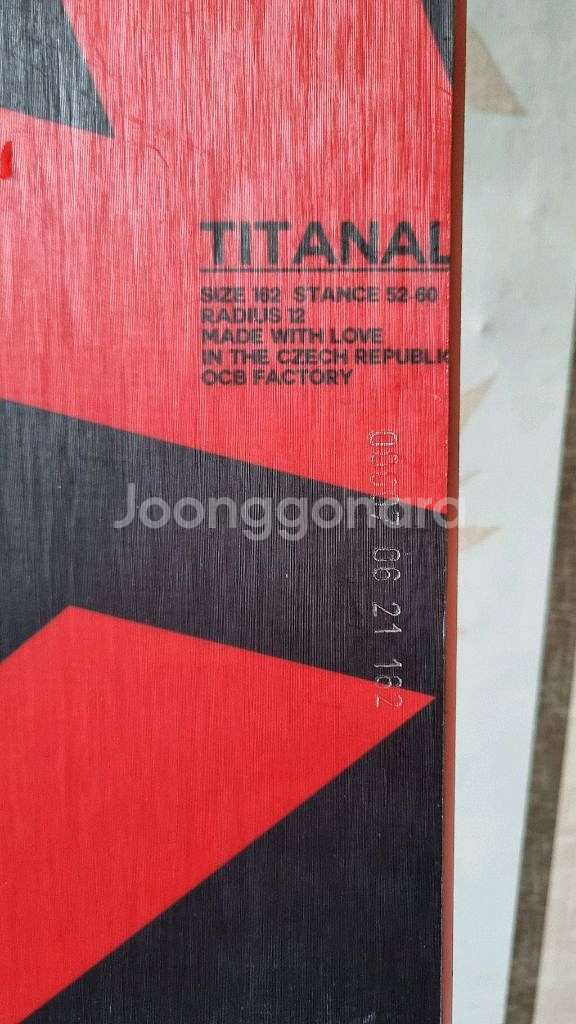 TITANAL
SIZE 162 STANCE 52-60
RADIUS 12
MADE WITH LOVE
IN THE CZECH REPUBLIK
OCB FACTORY
06 21 162
Joonggonara